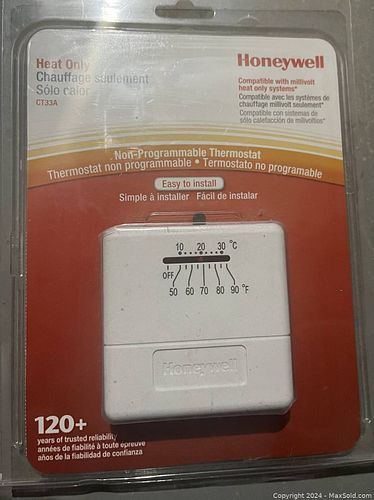 Honeywell
Heat Only
Chauffage seulement
Sólo calor
CT33A
Compatible with millivolt
heat only systems*
Compatible avec les systèmes de
chauffage millivolt seulement*
Compatible con sistemas de
sólo calefacción de milivoltios*
Non-Programmable Thermostat
Thermostat non programmable • Termostato no programable
Easy to install
Simple à installer Fácil de instalar
10 20 30 °C
OFF
50 60 70 80 90 °F
Honeywell
120+
years of trusted reliability
années de fiabilité à toute épreuve
años de la fiabilidad de confianza
Copyright 2024 - MaxSold.com